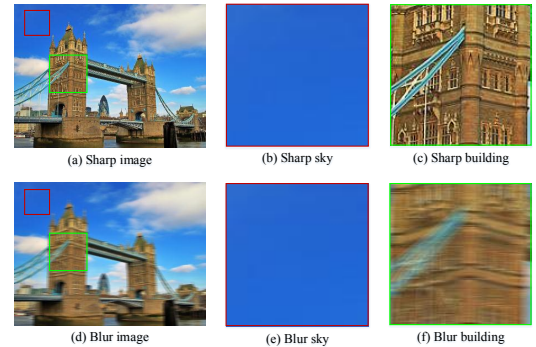 (a) Sharp image
(b) Sharp sky
(c) Sharp building
(d) Blur image
(e) Blur sky
(f) Blur building